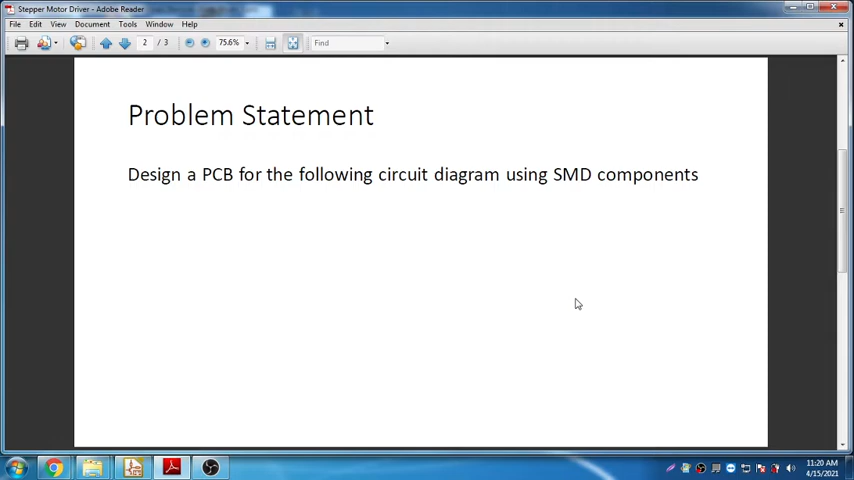 Stepper Motor Driver - Adobe Reader
File Edit View Document Tools Window Help
2 / 3 75.6% Find
Problem Statement
Design a PCB for the following circuit diagram using SMD components
11:20 AM
4/15/2021